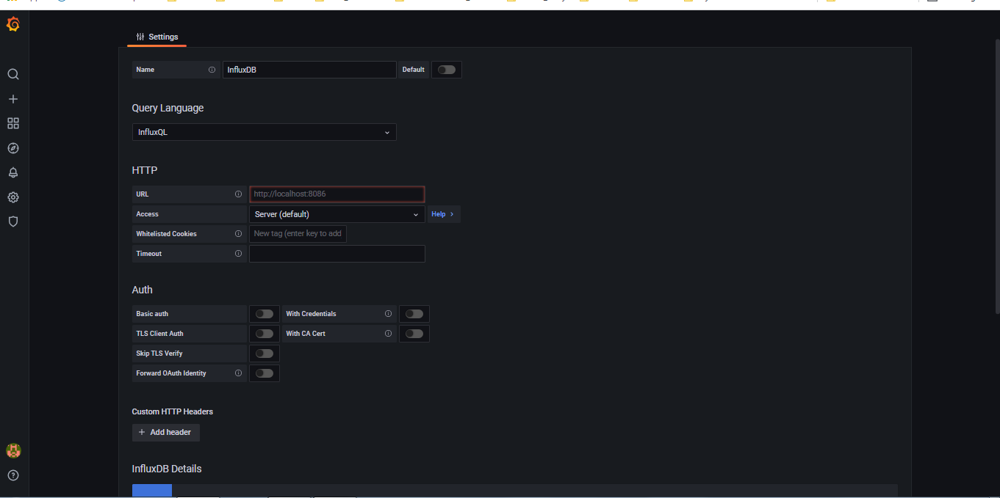 Settings
Name InfluxDB Default
Query Language
InfluxQL
HTTP
URL http://localhost:8086
Access Server (default) Help >
Whitelisted Cookies New tag (enter key to add
Timeout
Auth
Basic auth With Credentials
TLS Client Auth With CA Cert
Skip TLS Verify
Forward OAuth Identity
Custom HTTP Headers
+ Add header
InfluxDB Details